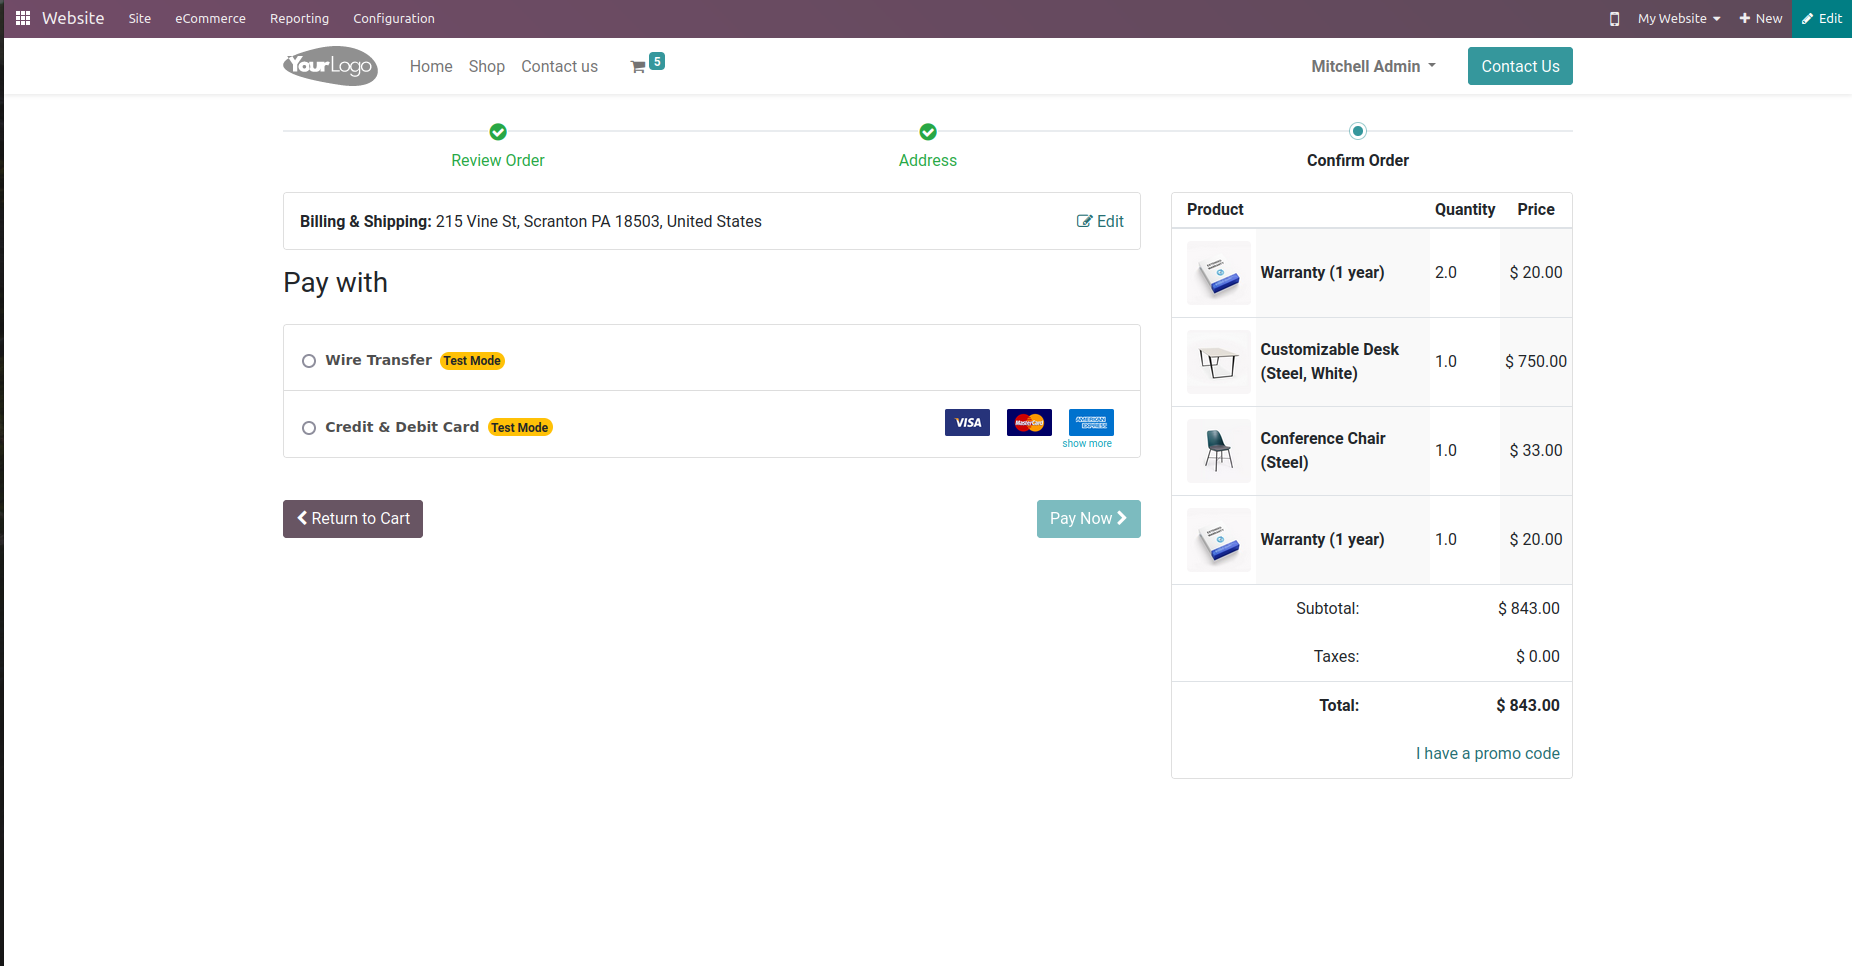 Website Site eCommerce Reporting Configuration My Website New Edit
YourLogo Home Shop Contact us 5 Mitchell Admin Contact Us
Review Order Address Confirm Order
Billing & Shipping: 215 Vine St, Scranton PA 18503, United States Edit
Pay with
Wire Transfer Test Mode
Credit & Debit Card Test Mode VISA MasterCard AMERICAN EXPRESS
show more
Return to Cart Pay Now
Product Quantity Price
Warranty (1 year) 2.0 $ 20.00
Customizable Desk
(Steel, White) 1.0 $ 750.00
Conference Chair
(Steel) 1.0 $ 33.00
Warranty (1 year) 1.0 $ 20.00
Subtotal: $ 843.00
Taxes: $ 0.00
Total: $ 843.00
I have a promo code